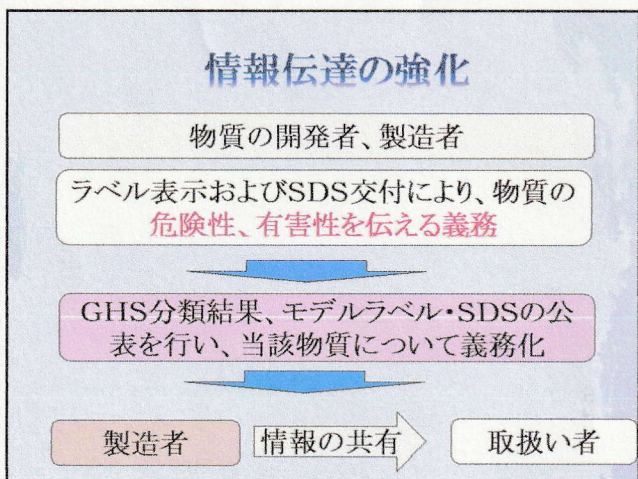 情報伝達の強化
物質の開発者、製造者
ラベル表示およびSDS交付により、物質の
危険性、有害性を伝える義務
GHS分類結果、モデルラベル・SDSの公
表を行い、当該物質について義務化
製造者
情報の共有
取扱い者